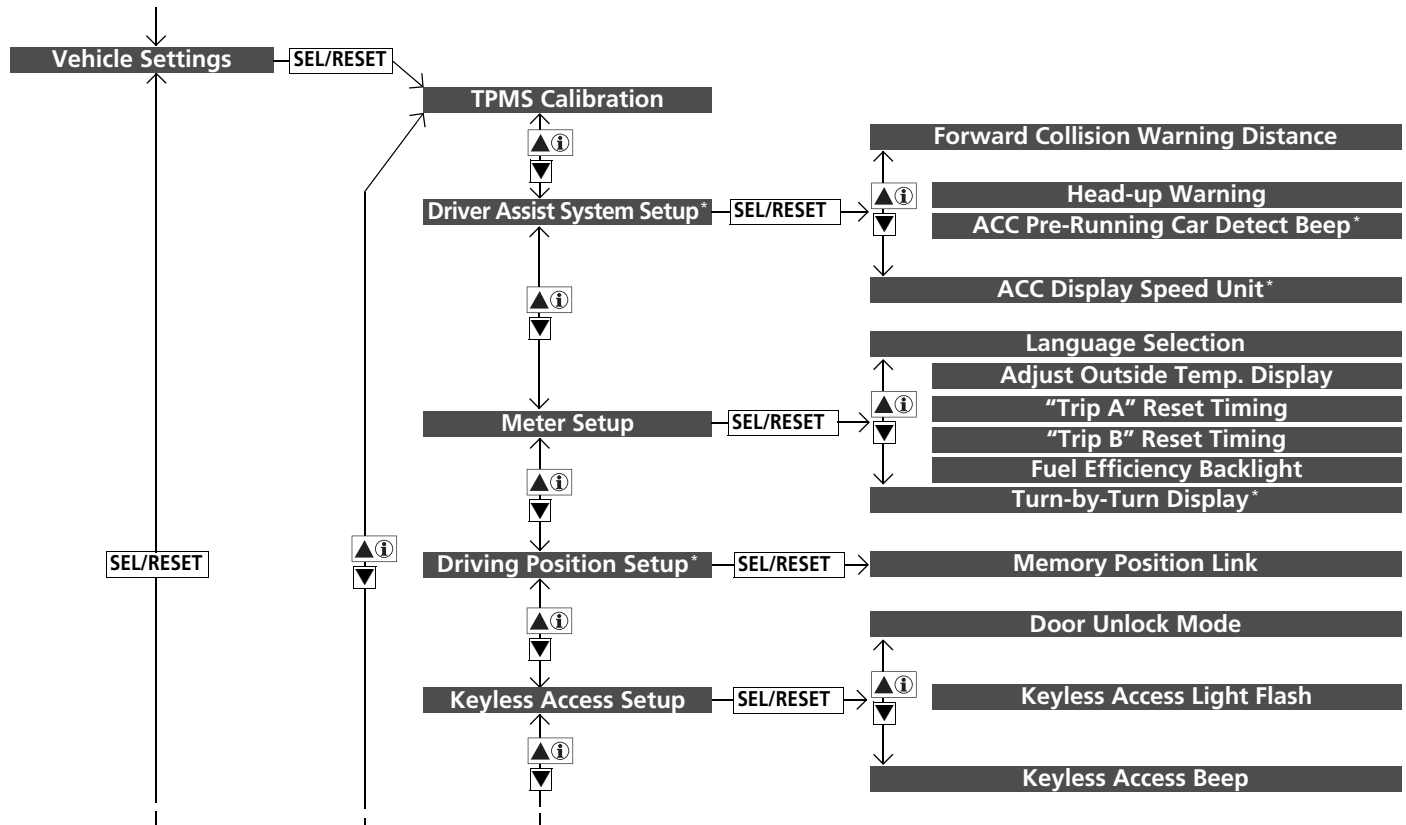 Vehicle Settings
SEL/RESET
TPMS Calibration
Forward Collision Warning Distance
Driver Assist System Setup*
SEL/RESET
Head-up Warning
ACC Pre-Running Car Detect Beep*
ACC Display Speed Unit*
Language Selection
Adjust Outside Temp. Display
Meter Setup
SEL/RESET
“Trip A” Reset Timing
“Trip B” Reset Timing
Fuel Efficiency Backlight
Turn-by-Turn Display*
SEL/RESET
Driving Position Setup*
SEL/RESET
Memory Position Link
Door Unlock Mode
Keyless Access Setup
SEL/RESET
Keyless Access Light Flash
Keyless Access Beep